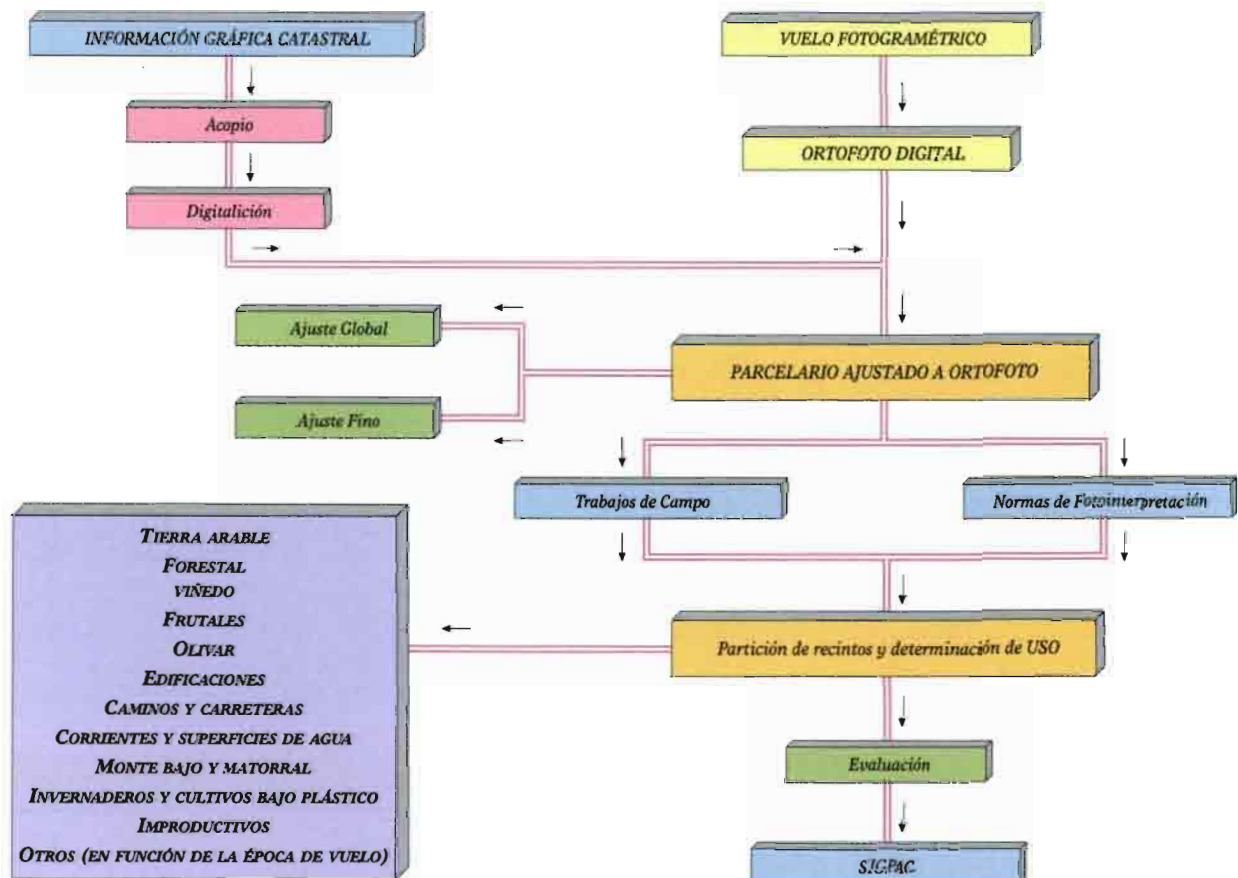 INFORMACIÓN GRÁFICA CATASTRAL
VUELO FOTOGRAMÉTRICO
Acopio
ORTOFOTO DIGITAL
Digitalición
Ajuste Global
PARCELARIO AJUSTADO A ORTOFOTO
Ajuste Fino
Trabajos de Campo
Normas de Fotointerpretación
TIERRA ARABLE
FORESTAL
VIÑEDO
FRUTALES
OLIVAR
EDIFICACIONES
CAMINOS Y CARRETERAS
CORRIENTES Y SUPERFICIES DE AGUA
MONTE BAJO Y MATORRAL
INVERNADEROS Y CULTIVOS BAJO PLÁSTICO
IMPRODUCTIVOS
OTROS (EN FUNCIÓN DE LA ÉPOCA DE VUELO)
Partición de recintos y determinación de USO
Evaluación
SIGPAC